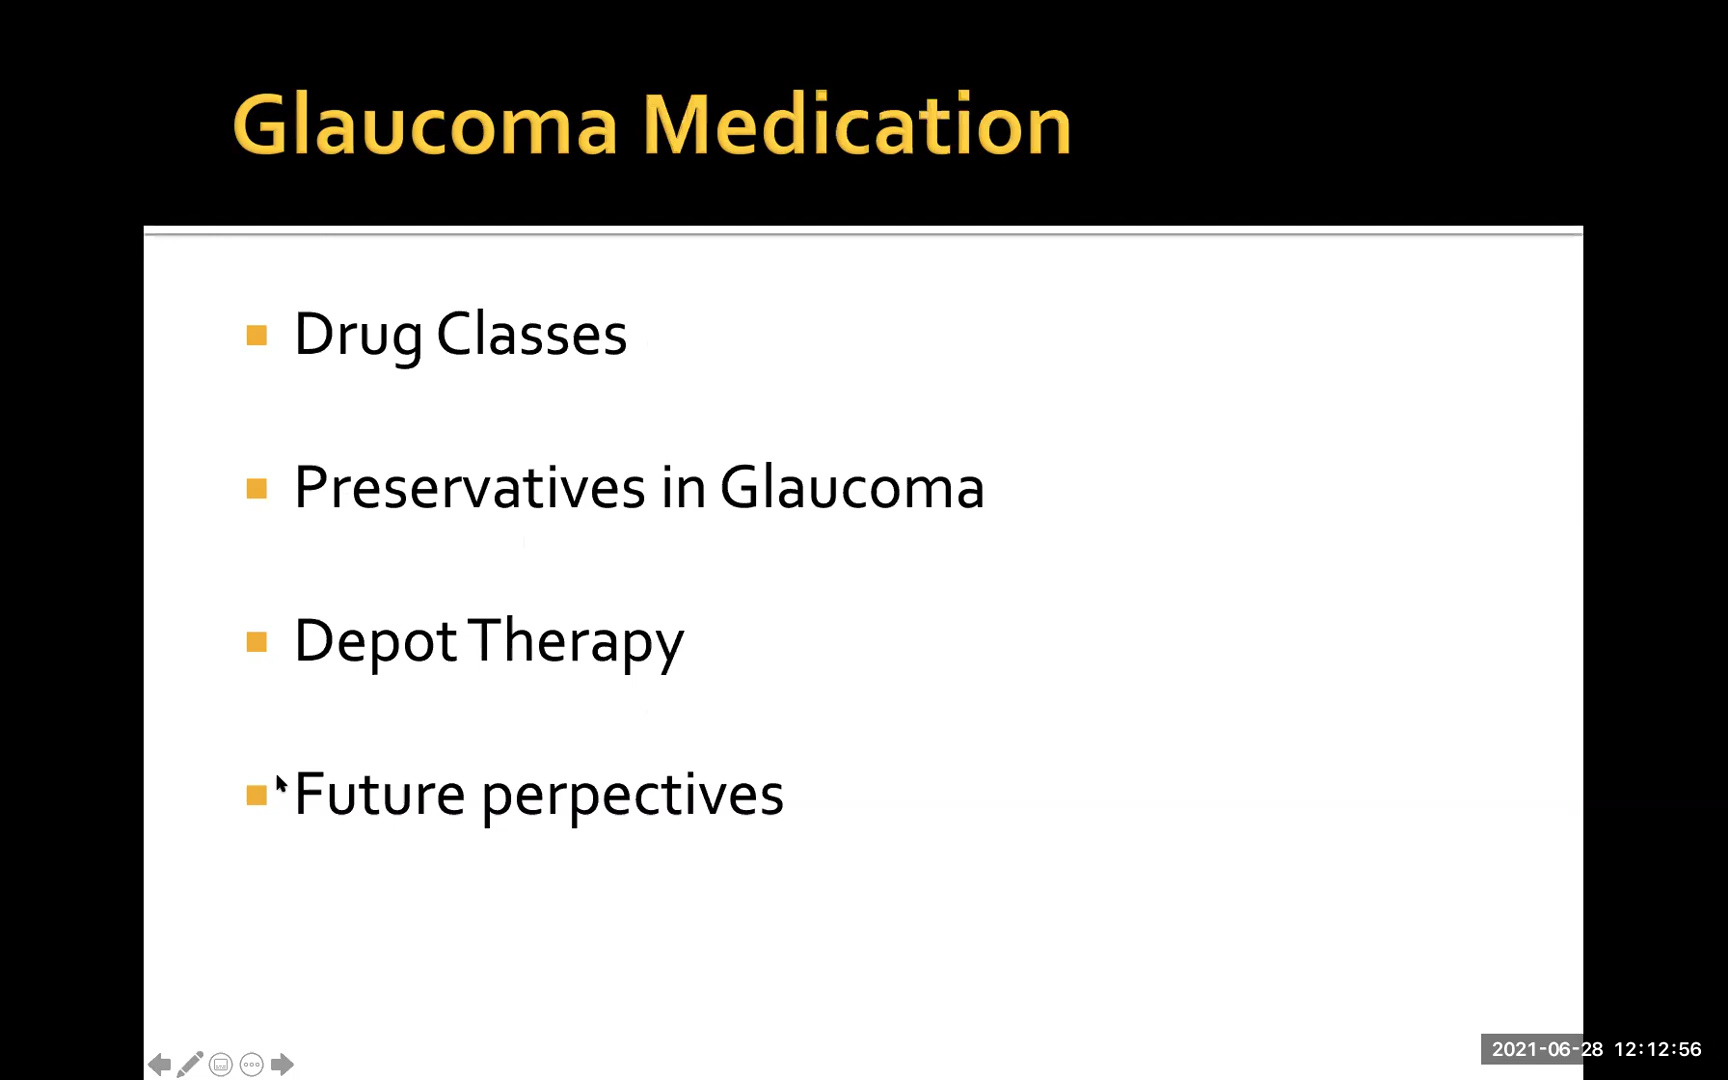 Glaucoma Medication
Drug Classes
Preservatives in Glaucoma
Depot Therapy
Future perpectives
2021-06-28 12:12:56